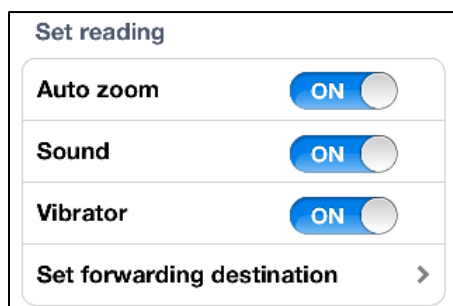 Set reading
Auto zoom ON
Sound ON
Vibrator ON
Set forwarding destination